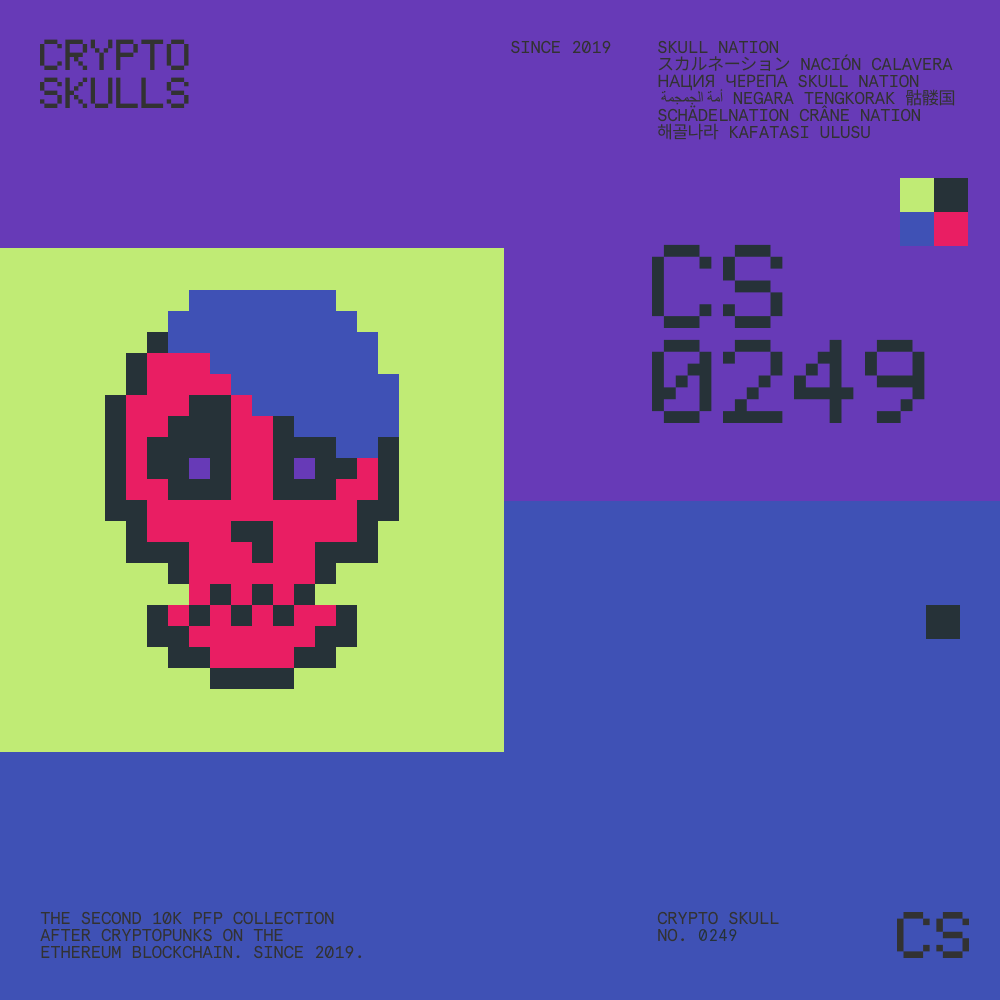 CRYPTO
SKULLS
SINCE 2019
SKULL NATION
スカルネーション NACIÓN CALAVERA
НАЦИЯ ЧЕРЕПА SKULL NATION
أمة الجمجمة NEGARA TENGKORAK 骷髅国
SCHÄDELNATION CRÂNE NATION
해골나라 KAFATASI ULUSU
CS
0249
THE SECOND 10K PFP COLLECTION
AFTER CRYPTOPUNKS ON THE
ETHEREUM BLOCKCHAIN. SINCE 2019.
CRYPTO SKULL
NO. 0249
CS